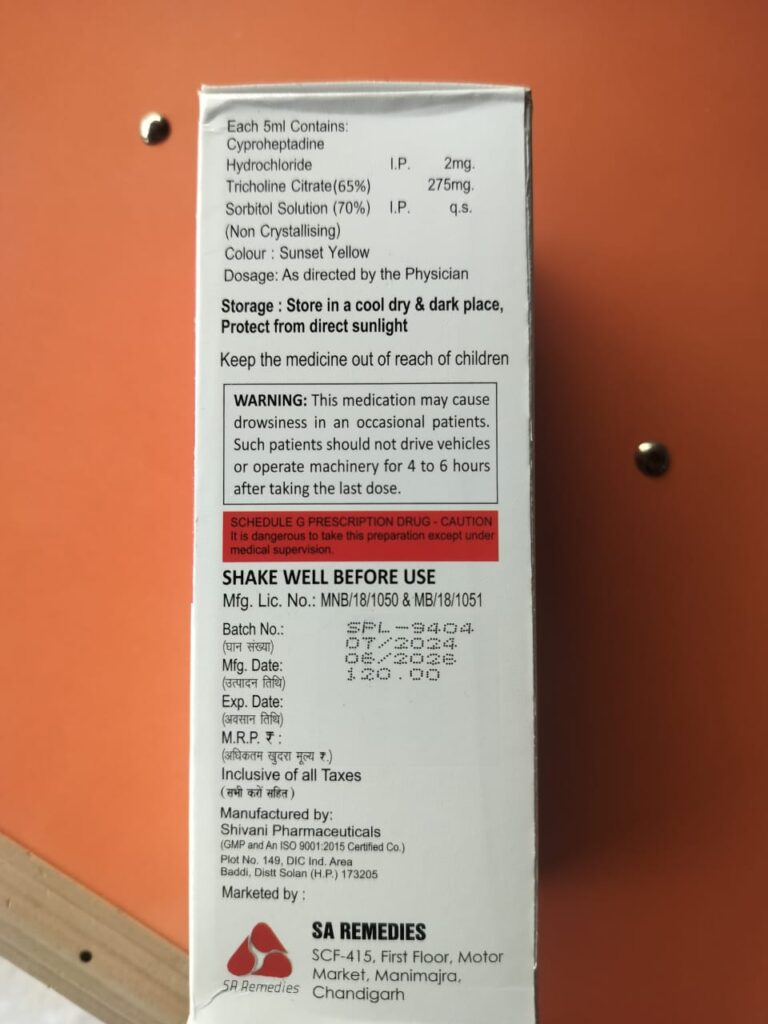 Each 5ml Contains:
Cyproheptadine
Hydrochloride I.P. 2mg.
Tricholine Citrate(65%) 275mg.
Sorbitol Solution (70%) I.P. q.s.
(Non Crystallising)
Colour : Sunset Yellow
Dosage: As directed by the Physician
Storage : Store in a cool dry & dark place,
Protect from direct sunlight
Keep the medicine out of reach of children
WARNING: This medication may cause
drowsiness in an occasional patients.
Such patients should not drive vehicles
or operate machinery for 4 to 6 hours
after taking the last dose.
SCHEDULE G PRESCRIPTION DRUG - CAUTION
It is dangerous to take this preparation except under
medical supervision.
SHAKE WELL BEFORE USE
Mfg. Lic. No.: MNB/18/1050 & MB/18/1051
Batch No.: SPL-9404
(घान संख्या) 07/2024
Mfg. Date: 06/2026
(उत्पादन तिथि) 120.00
Exp. Date:
(अवसान तिथि)
M.R.P. ₹ :
(अधिकतम खुदरा मूल्य ₹.)
Inclusive of all Taxes
(सभी करों सहित)
Manufactured by:
Shivani Pharmaceuticals
(GMP and An ISO 9001:2015 Certified Co.)
Plot No. 149, DIC Ind. Area
Baddi, Distt Solan (H.P.) 173205
Marketed by :
SA REMEDIES
SCF-415, First Floor, Motor
Market, Manimajra,
Chandigarh
SA Remedies